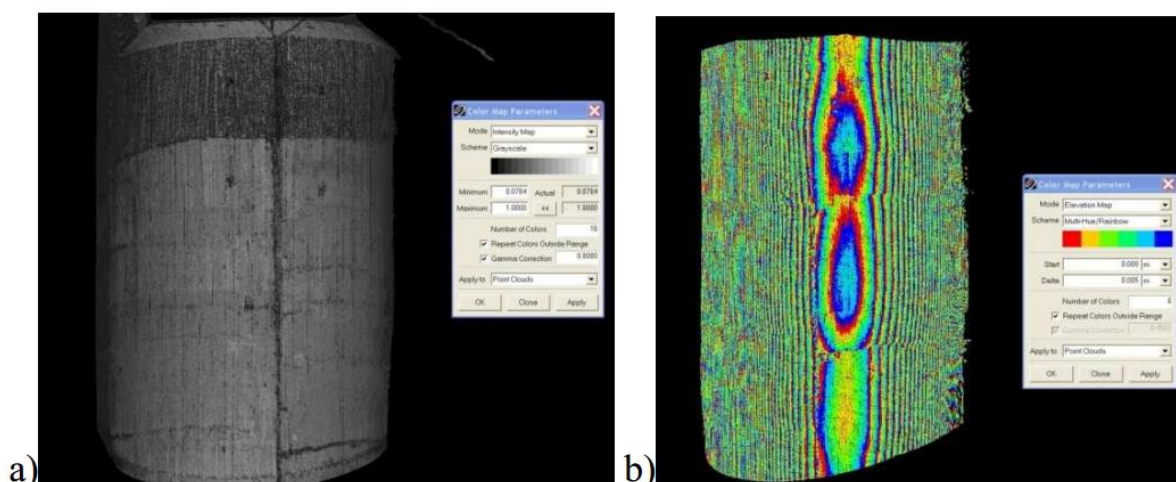 Color Map Parameters
Mode Intensity Map
Scheme Greyscale
Minimum 0.0784 Actual 0.0784
Maximum 1.0000 << 1.0000
Number of Colors 16
Repeat Colors Outside Range
Gamma Correction 0.8000
Apply to Point Clouds
OK Close Apply
a)
Color Map Parameters
Mode Elevation Map
Scheme Multi-Hue/Rainbow
Start 0.000 m
Delta 0.005 m
Number of Colors 6
Repeat Colors Outside Range
Gamma Correction
Apply to Point Clouds
OK Close Apply
b)